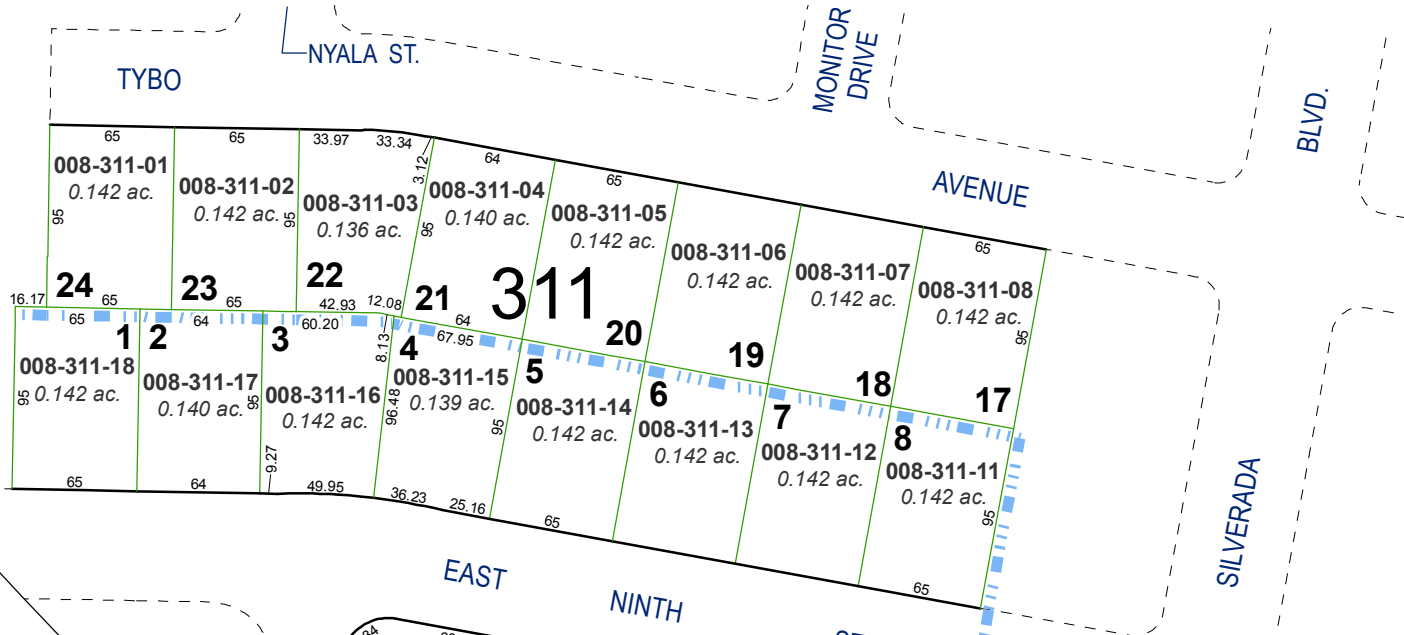 NYALA ST.
MONITOR
DRIVE
BLVD.
TYBO
AVENUE
65
65
33.97
33.34
3.12
64
65
65
008-311-01
0.142 ac.
008-311-02
0.142 ac.
008-311-03
0.136 ac.
008-311-04
0.140 ac.
008-311-05
0.142 ac.
008-311-06
0.142 ac.
008-311-07
0.142 ac.
008-311-08
0.142 ac.
95
95
95
95
311
24
23
22
21
20
19
18
17
16.17
65
65
42.93
12.08
64
65
64
60.20
8.13
67.95
1
2
3
4
5
6
7
8
008-311-18
0.142 ac.
008-311-17
0.140 ac.
008-311-16
0.142 ac.
008-311-15
0.139 ac.
008-311-14
0.142 ac.
008-311-13
0.142 ac.
008-311-12
0.142 ac.
008-311-11
0.142 ac.
95
95
96.48
95
95
9.27
65
64
49.95
36.23
25.16
65
65
EAST
NINTH
SILVERADA